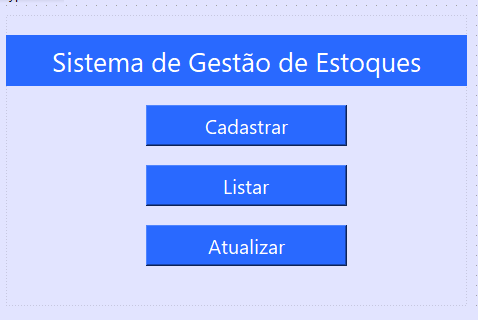 Sistema de Gestão de Estoques
Cadastrar
Listar
Atualizar